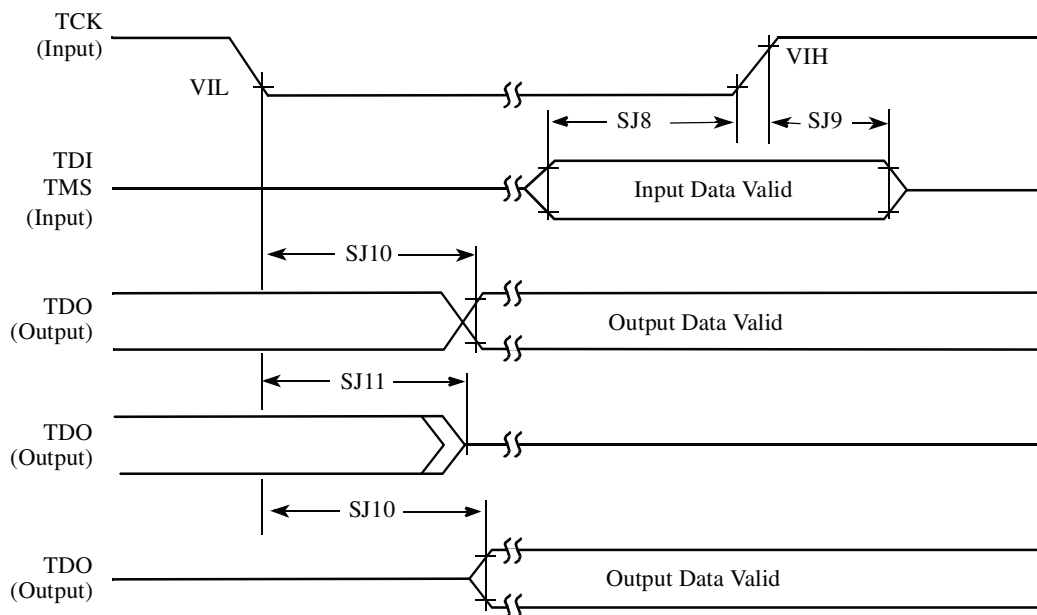 TCK
(Input)
VIL
VIH
SJ8
SJ9
TDI
TMS
(Input)
Input Data Valid
SJ10
TDO
(Output)
Output Data Valid
SJ11
TDO
(Output)
SJ10
TDO
(Output)
Output Data Valid